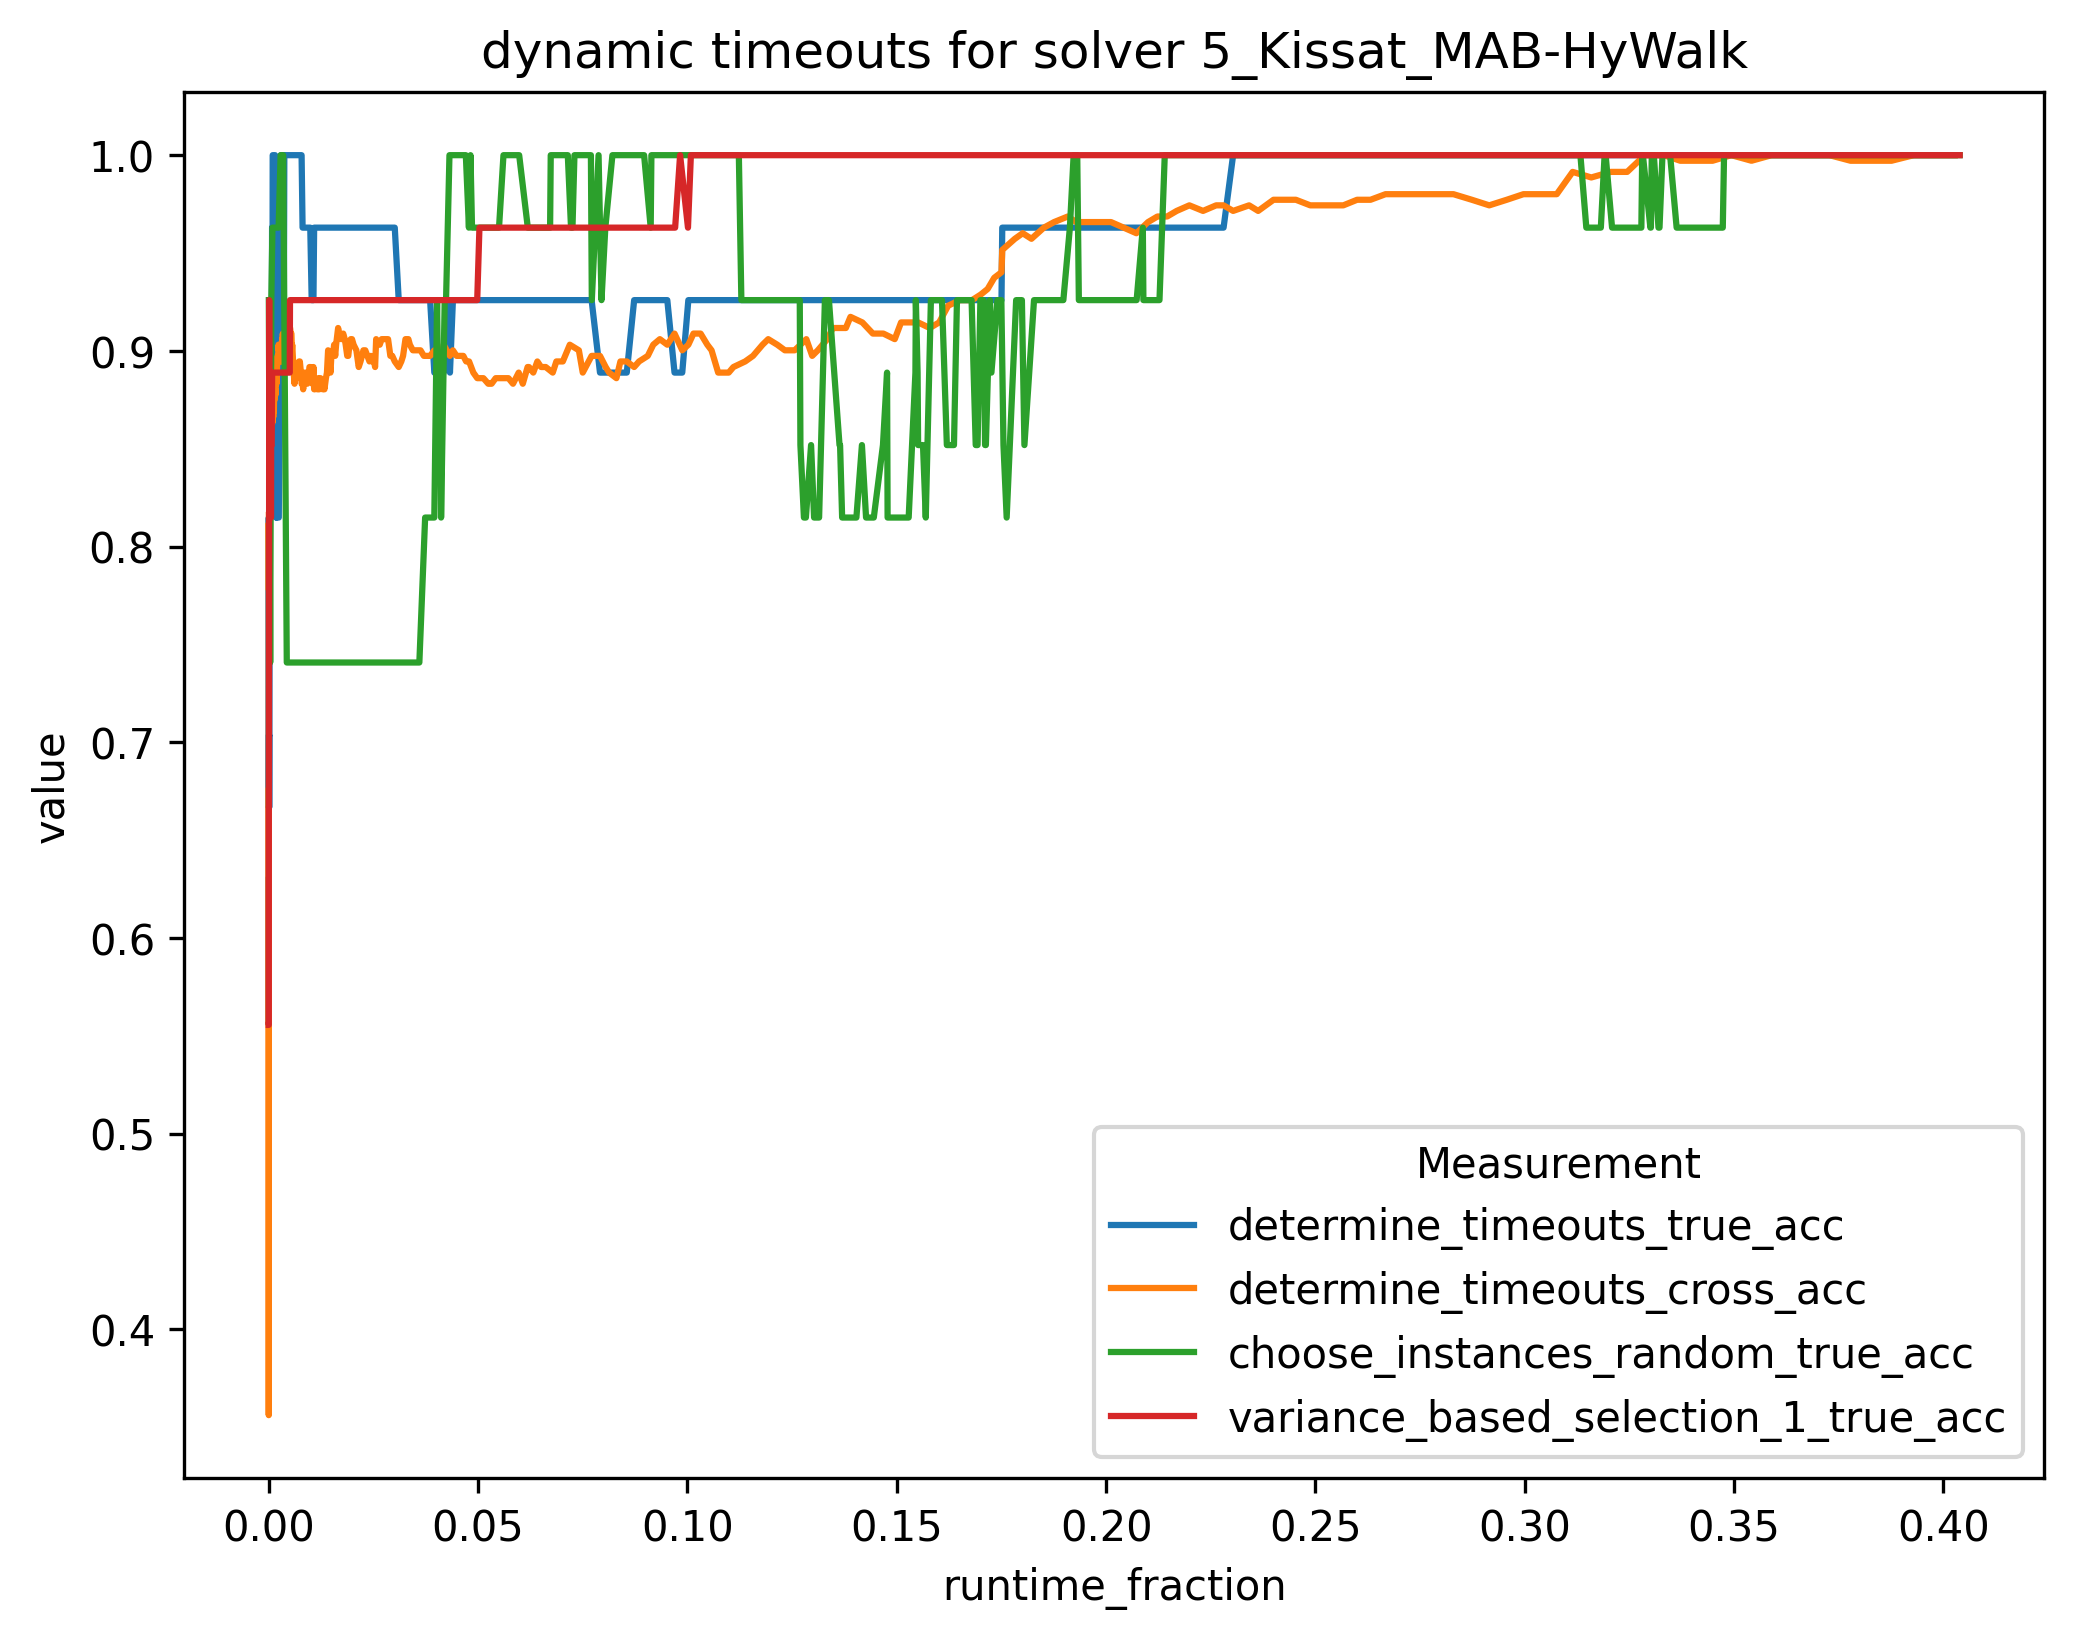 dynamic timeouts for solver 5_Kissat_MAB-HyWalk
1.0
0.9
0.8
0.7
0.6
0.5
0.4
value
Measurement
determine_timeouts_true_acc
determine_timeouts_cross_acc
choose_instances_random_true_acc
variance_based_selection_1_true_acc
0.00 0.05 0.10 0.15 0.20 0.25 0.30 0.35 0.40
runtime_fraction